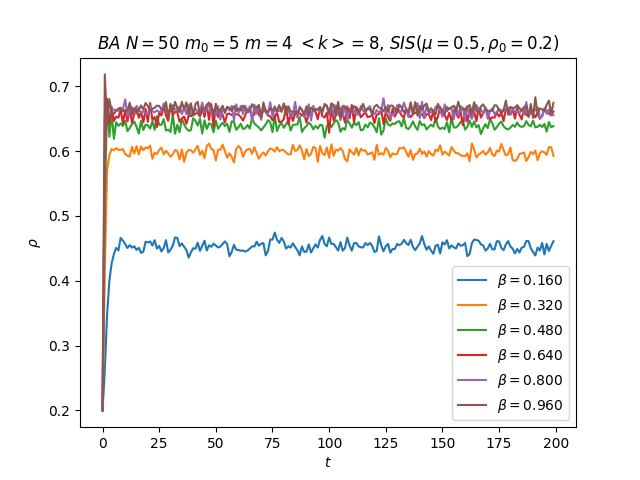 BA N = 50 m₀ = 5 m = 4 < k > = 8, SIS(μ = 0.5, ρ₀ = 0.2)
0.7
0.6
0.5
0.4
0.3
0.2
ρ
β = 0.160
β = 0.320
β = 0.480
β = 0.640
β = 0.800
β = 0.960
0 25 50 75 100 125 150 175 200
t